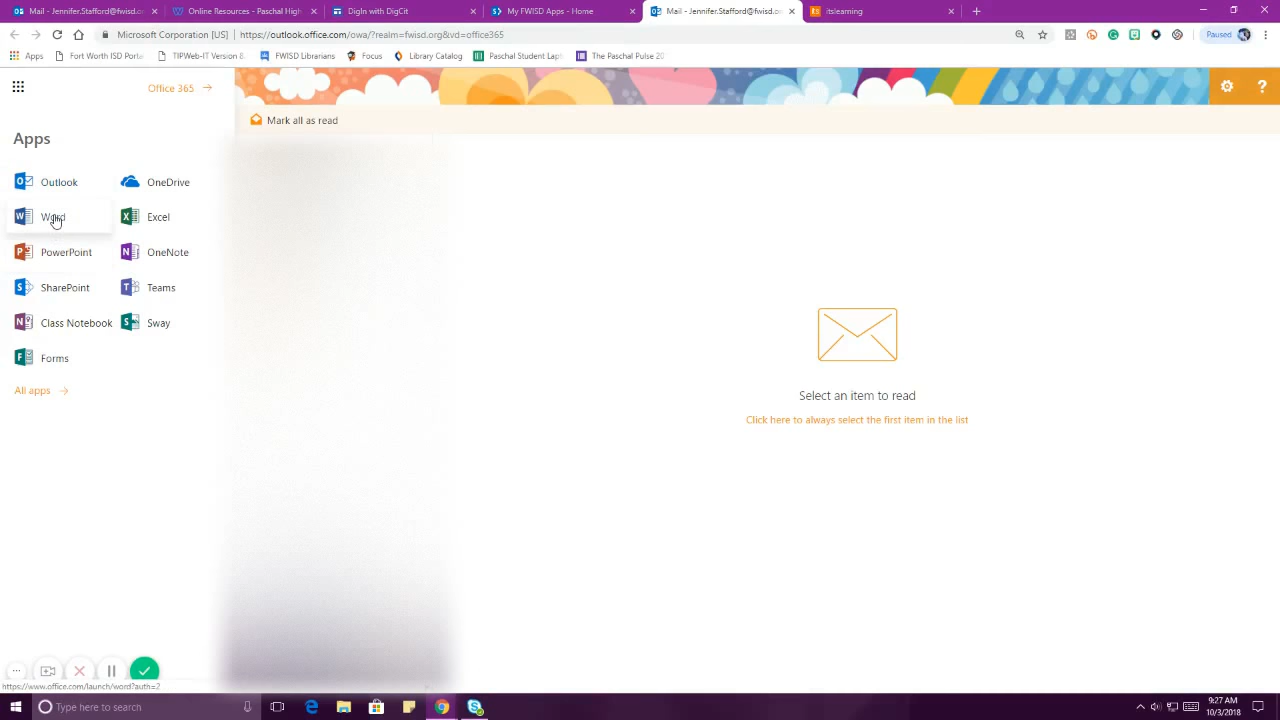 Mail - Jennifer.Stafford@fwisd.o
Online Resources - Paschal High
DigIn with DigCit
My FWISD Apps - Home
Mail - Jennifer.Stafford@fwisd.o
itslearning
Microsoft Corporation [US] | https://outlook.office.com/owa/?realm=fwisd.org&vd=office365
Paused
Apps
Fort Worth ISD Porta
TIPWeb-IT Version 8.
FWISD Librarians
Focus
Library Catalog
Paschal Student Lapt
The Paschal Pulse 20
Office 365
Mark all as read
Apps
Outlook
OneDrive
Word
Excel
PowerPoint
OneNote
SharePoint
Teams
Class Notebook
Sway
Forms
All apps
Select an item to read
Click here to always select the first item in the list
https://www.office.com/launch/word?auth=2
Type here to search
9:27 AM
10/3/2018